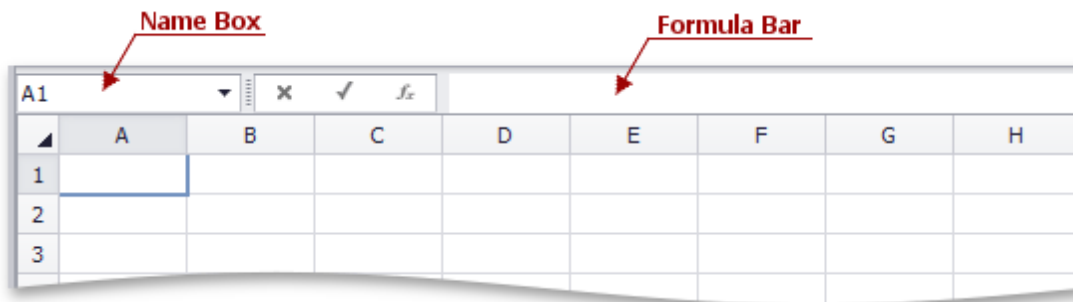 Name Box Formula Bar
A1 fx
A B C D E F G H
1
2
3